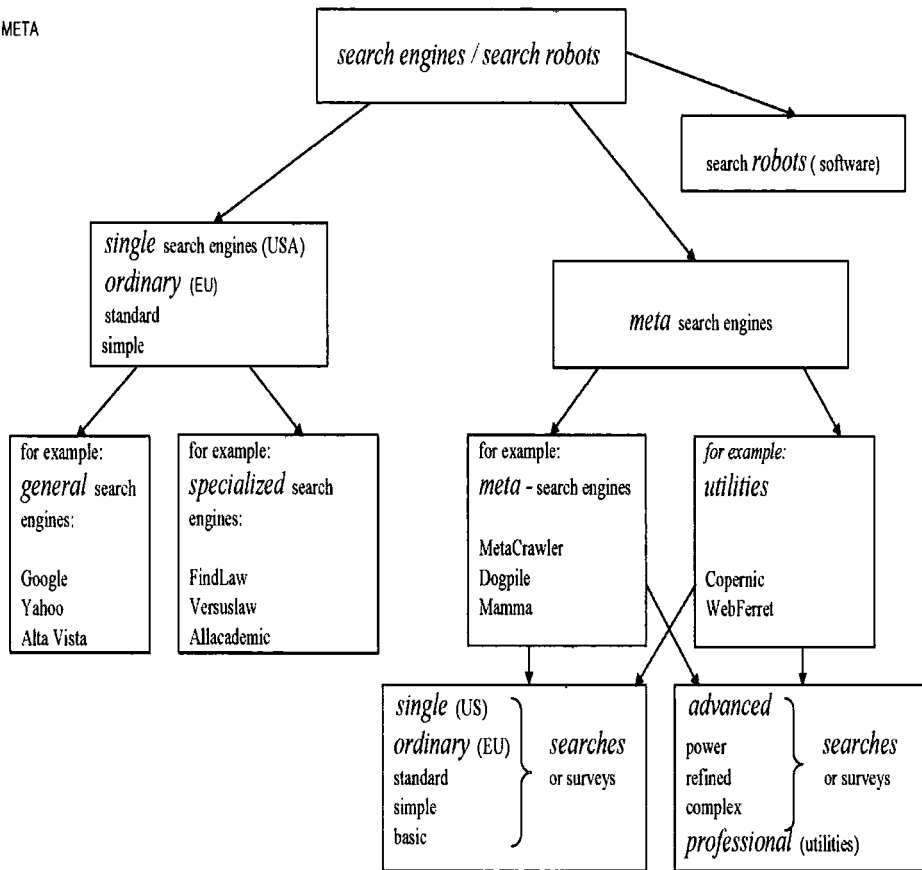 META
search engines / search robots
search robots ( software)
single search engines (USA)
ordinary (EU)
standard
simple
meta search engines
for example:
general search
engines:
Google
Yahoo
Alta Vista
for example:
specialized search
engines:
FindLaw
Versuslaw
Allacademic
for example:
meta - search engines
MetaCrawler
Dogpile
Mamma
for example:
utilities
Copernic
WebFerret
single (US)
ordinary (EU)
standard
simple
basic
searches
or surveys
advanced
power
refined
complex
professional (utilities)
searches
or surveys